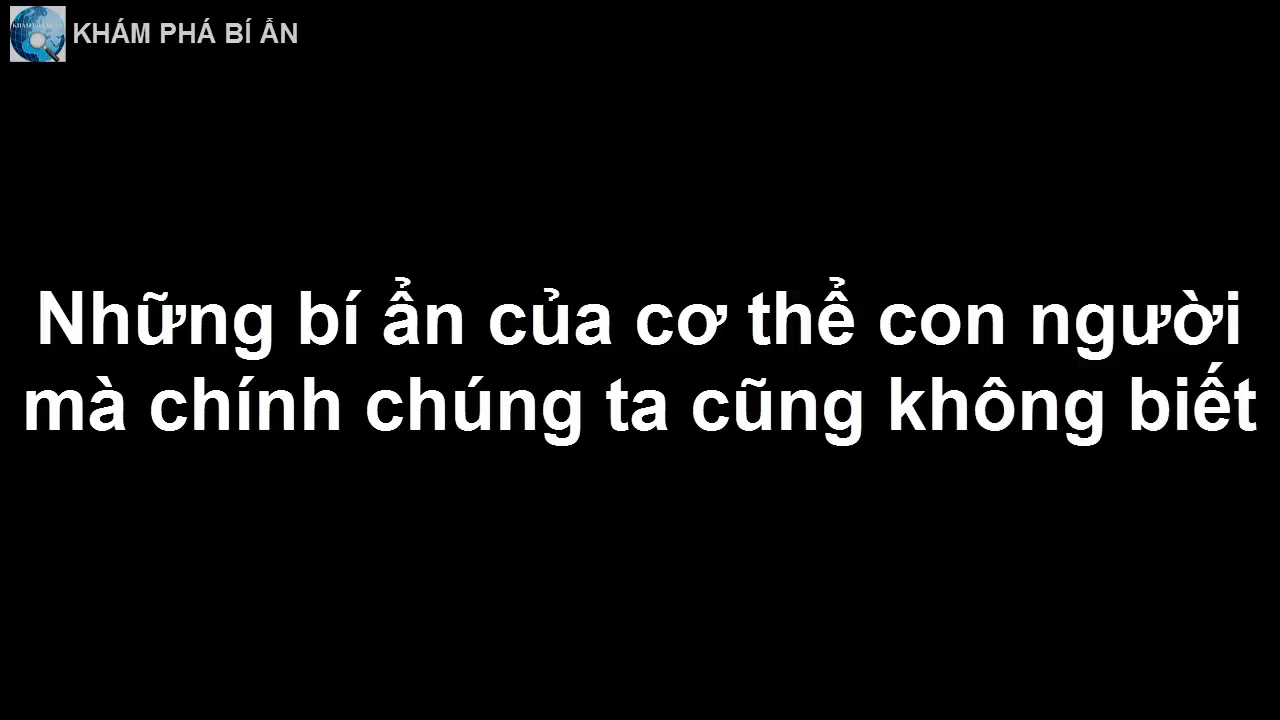 KHÁM PHÁ BÍ ẨN
Những bí ẩn của cơ thể con người
mà chính chúng ta cũng không biết